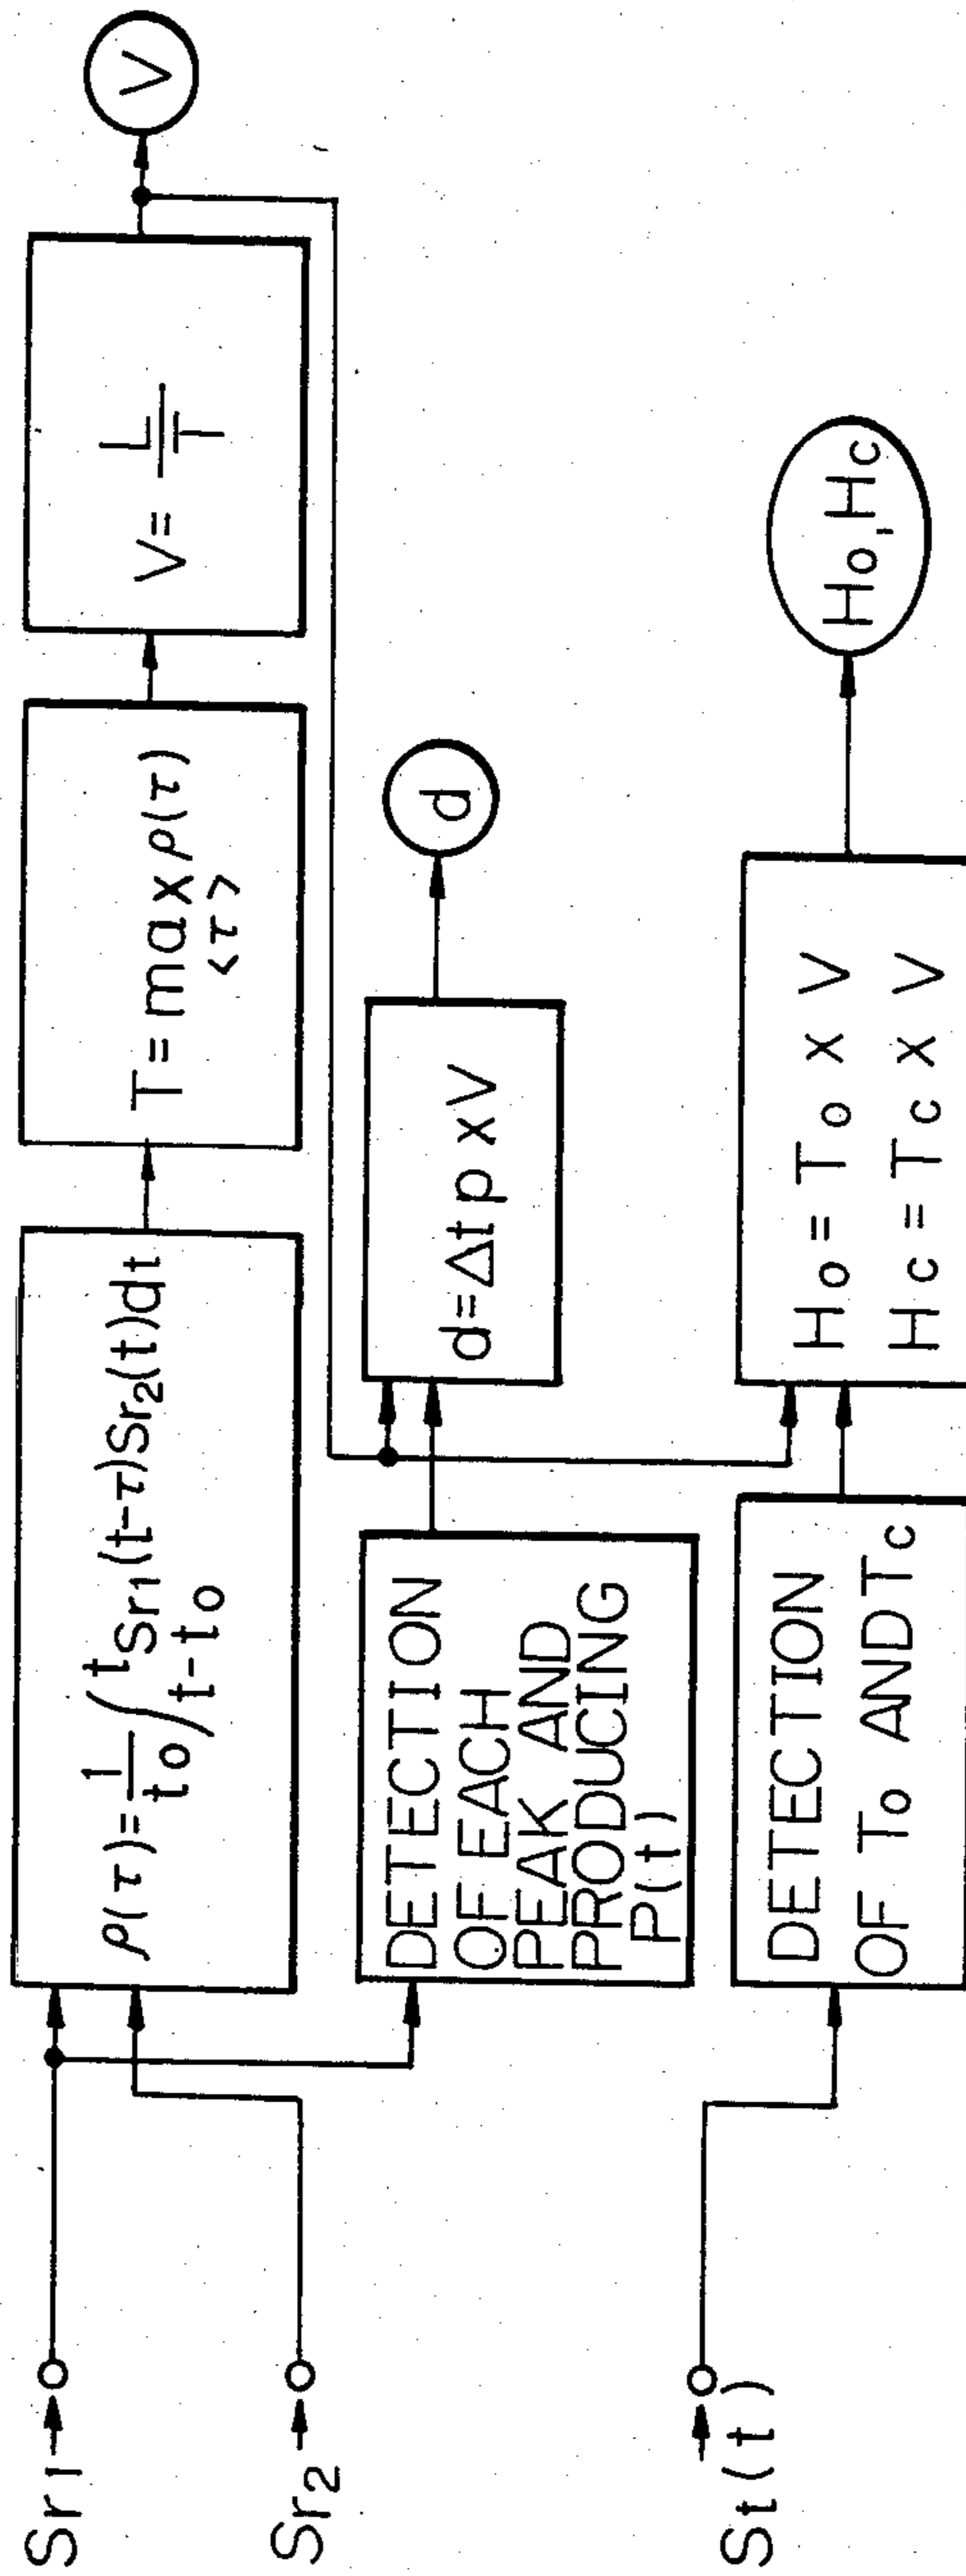 Sr1
Sr2
St(t)
ρ(τ)=1/to ∫t t-to Sr1(t-τ)Sr2(t)dt
T=max ρ(τ)
<τ>
V= L/T
V
DETECTION
OF EACH
PEAK AND
PRODUCING
P(t)
d=Δtp x V
d
DETECTION
OF To AND Tc
Ho = To x V
Hc = Tc x V
Ho, Hc